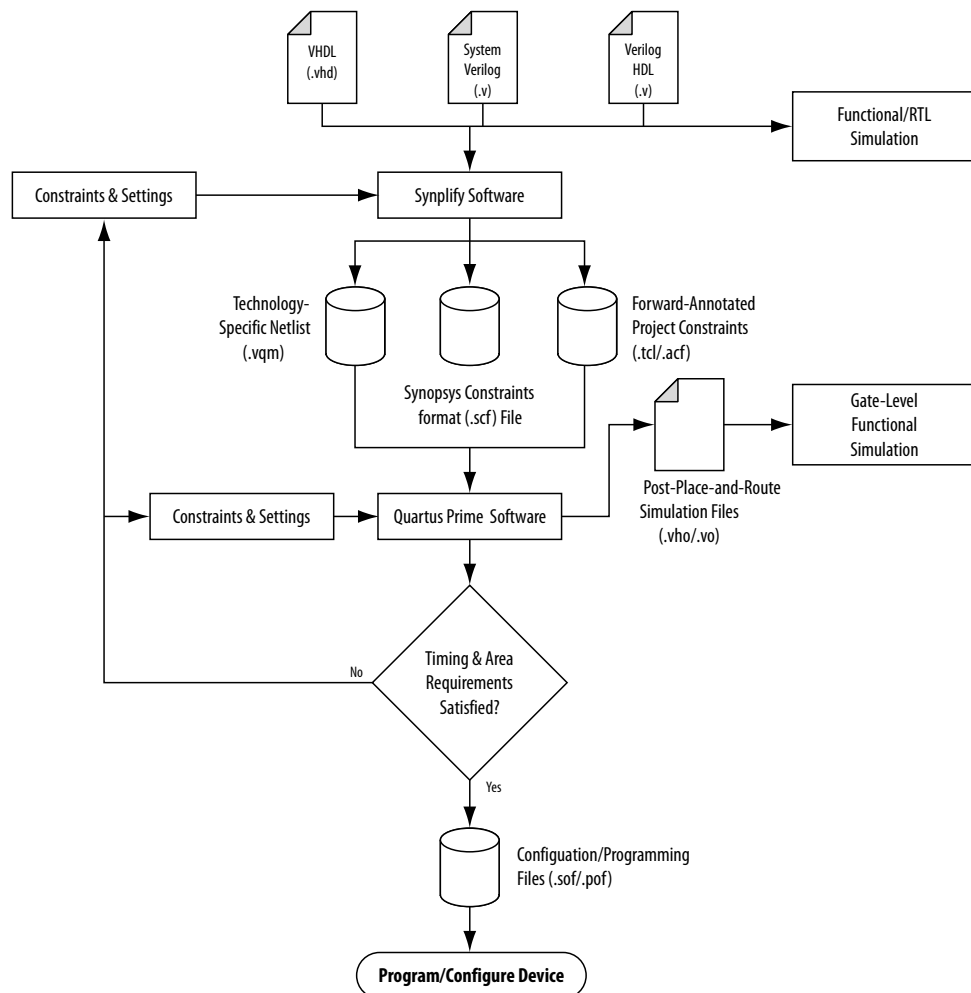 VHDL
(.vhd)
System
Verilog
(.v)
Verilog
HDL
(.v)
Functional/RTL
Simulation
Constraints & Settings
Synplify Software
Technology-
Specific Netlist
(.vqm)
Forward-Annotated
Project Constraints
(.tcl/.acf)
Synopsys Constraints
format (.scf) File
Gate-Level
Functional
Simulation
Constraints & Settings
Quartus Prime Software
Post-Place-and-Route
Simulation Files
(.vho/.vo)
Timing & Area
Requirements
Satisfied?
No
Yes
Configuation/Programming
Files (.sof/.pof)
Program/Configure Device